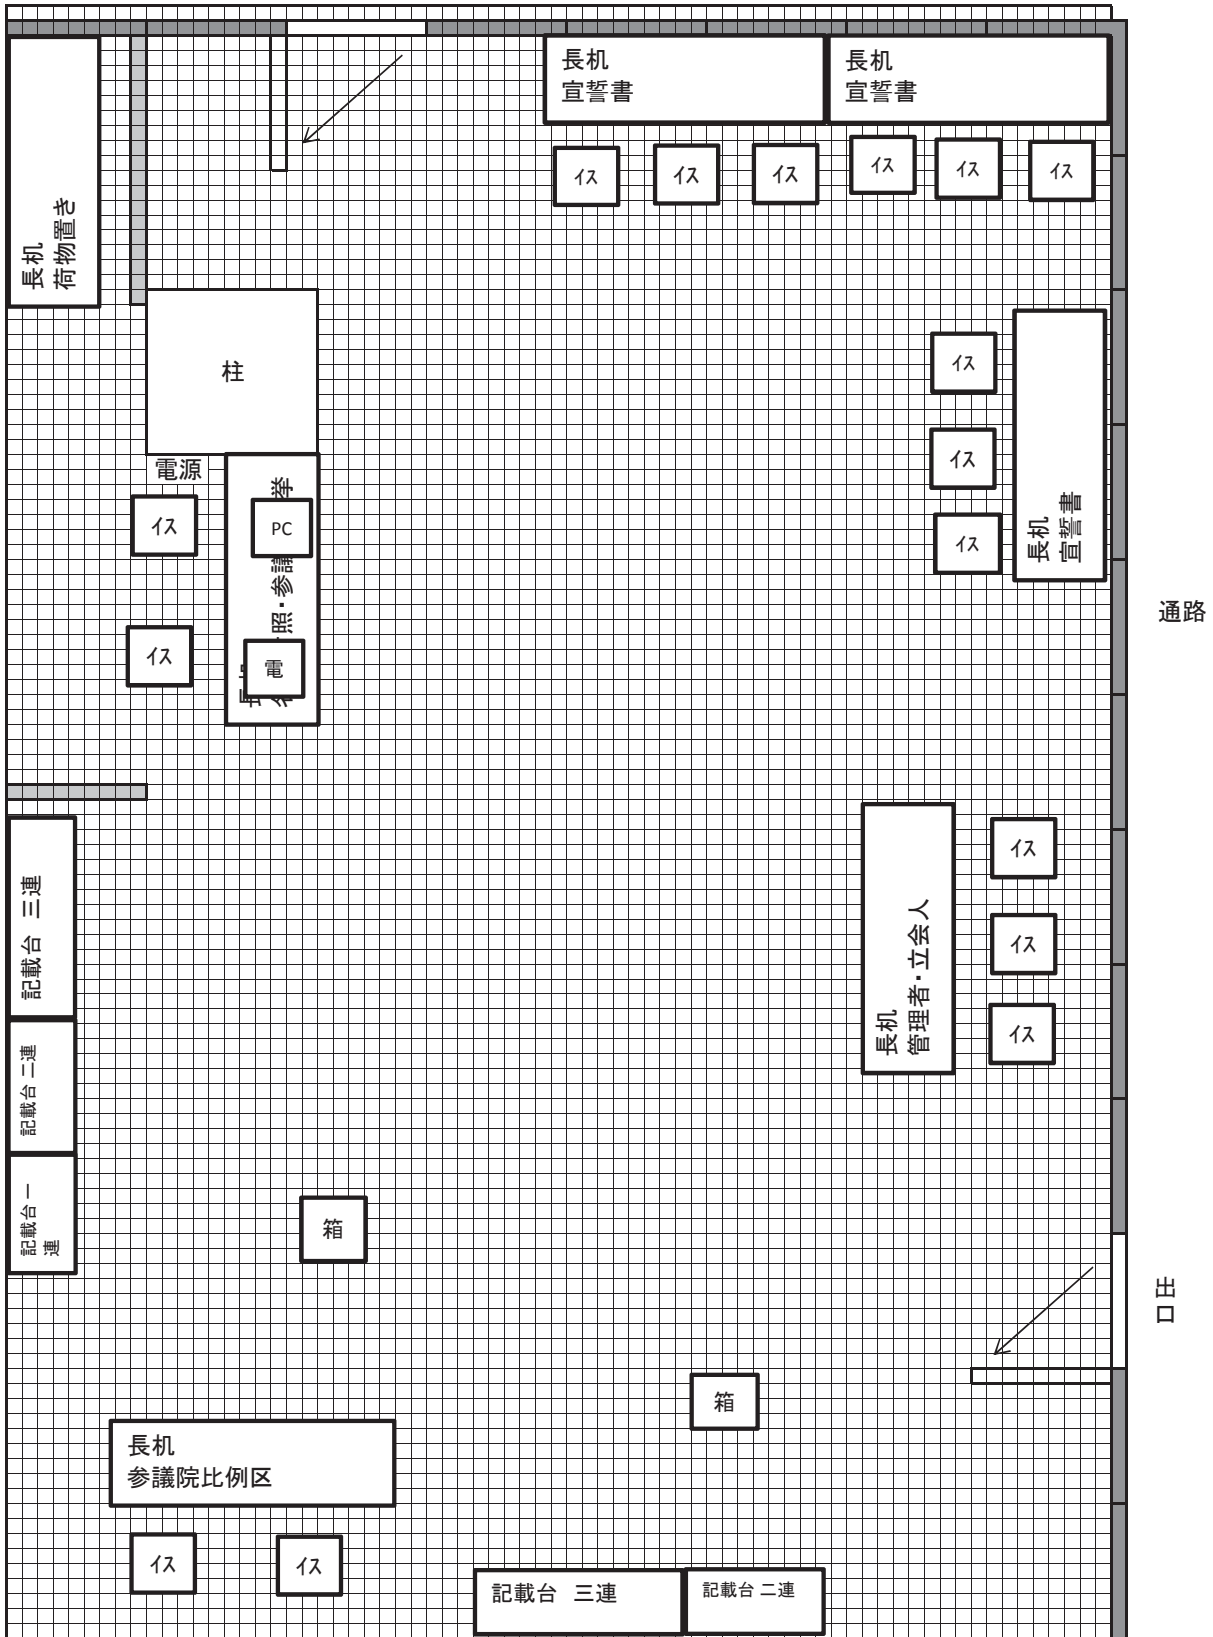 長机
宣誓書
長机
宣誓書
イス
イス
イス
イス
イス
イス
長机
荷物置き
柱
イス
イス
イス
長机
宣誓書
電源
イス
PC
挙
照・参議
イス
電
通路
記載台 三連
記載台 二連
記載台 一
連
長机
管理者・立会人
イス
イス
イス
箱
出口
箱
長机
参議院比例区
イス
イス
記載台 三連
記載台 二連